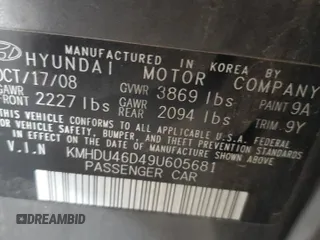 MANUFACTURED IN KOREA BY
HYUNDAI MOTOR COMPANY
OCT/17/08 GVWR 3869 lbs PAINT 9A
GAWR FRONT 2227 lbs GAWR REAR 2094 lbs TRIM 9Y
THIS VEHICLE CONFORMS TO ALL APPLICABLE U.S.A. FEDERAL
MOTOR VEHICLE
SAFETY, BUMPER, AND THEFT PREVENTION STANDARDS
IN EFFECT ON THE DATE OF MANUFACTURE SHOWN ABOVE.
V.I.N KMHDU46D49U605681
PASSENGER CAR
DREAMBID